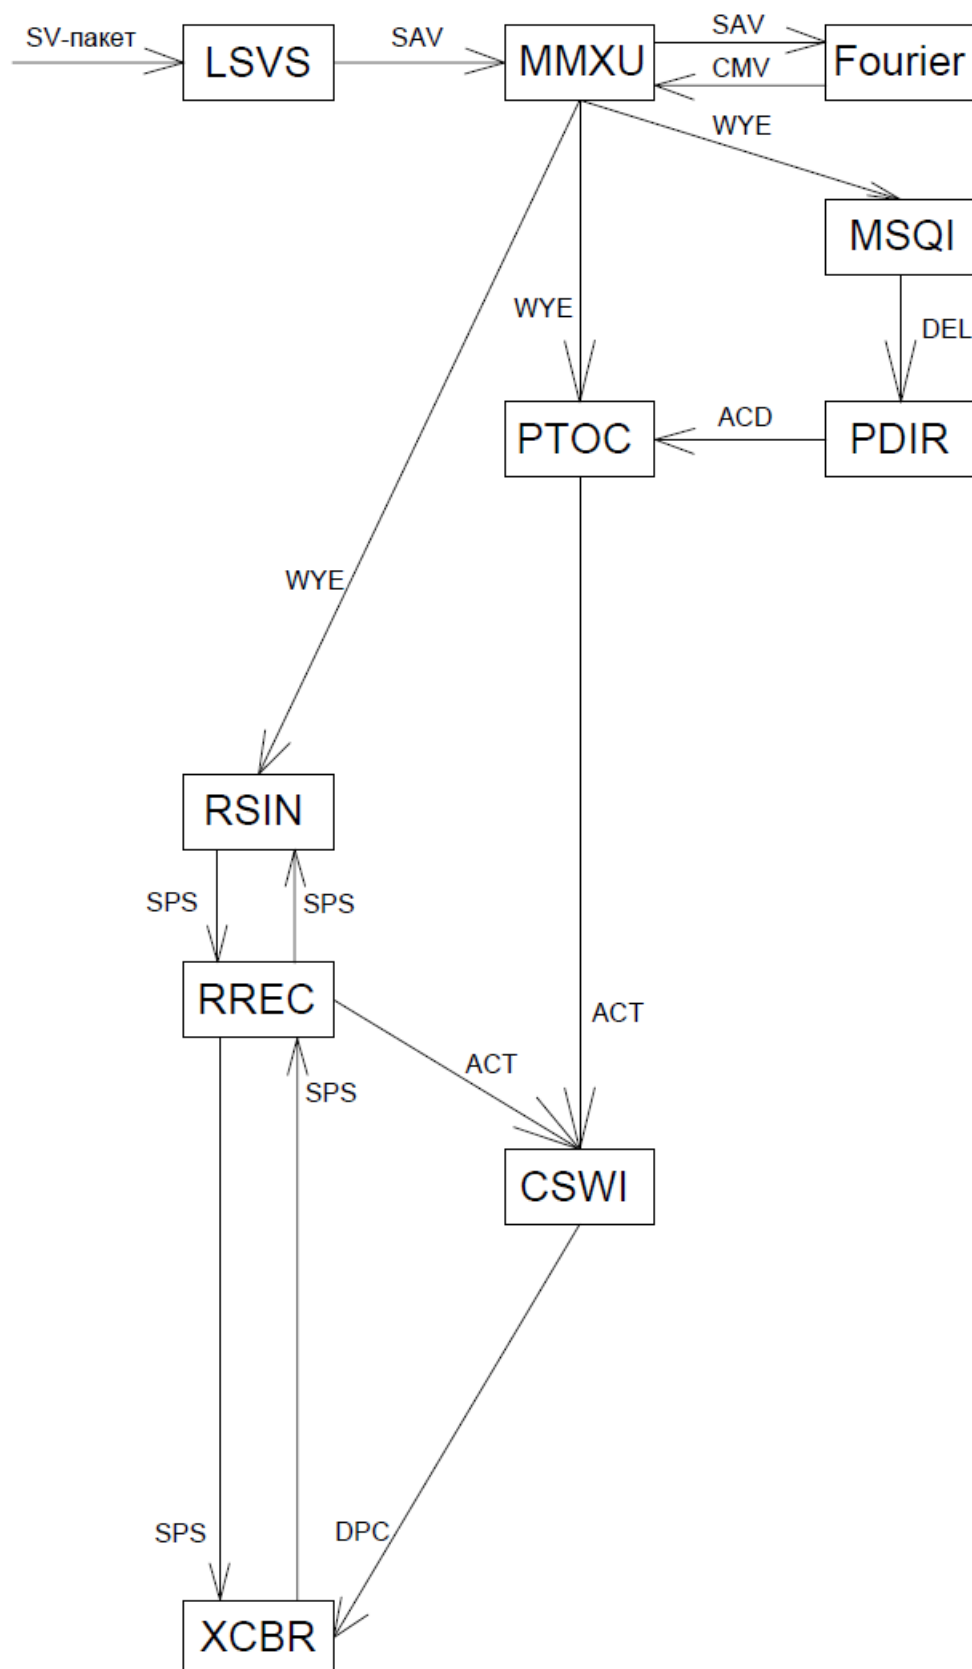 SV-пакет
LSVS
SAV
MMXU
SAV
CMV
Fourier
WYE
MSQI
WYE
DEL
PTOC
ACD
PDIR
WYE
RSIN
SPS
SPS
RREC
ACT
ACT
SPS
CSWI
SPS
DPC
XCBR